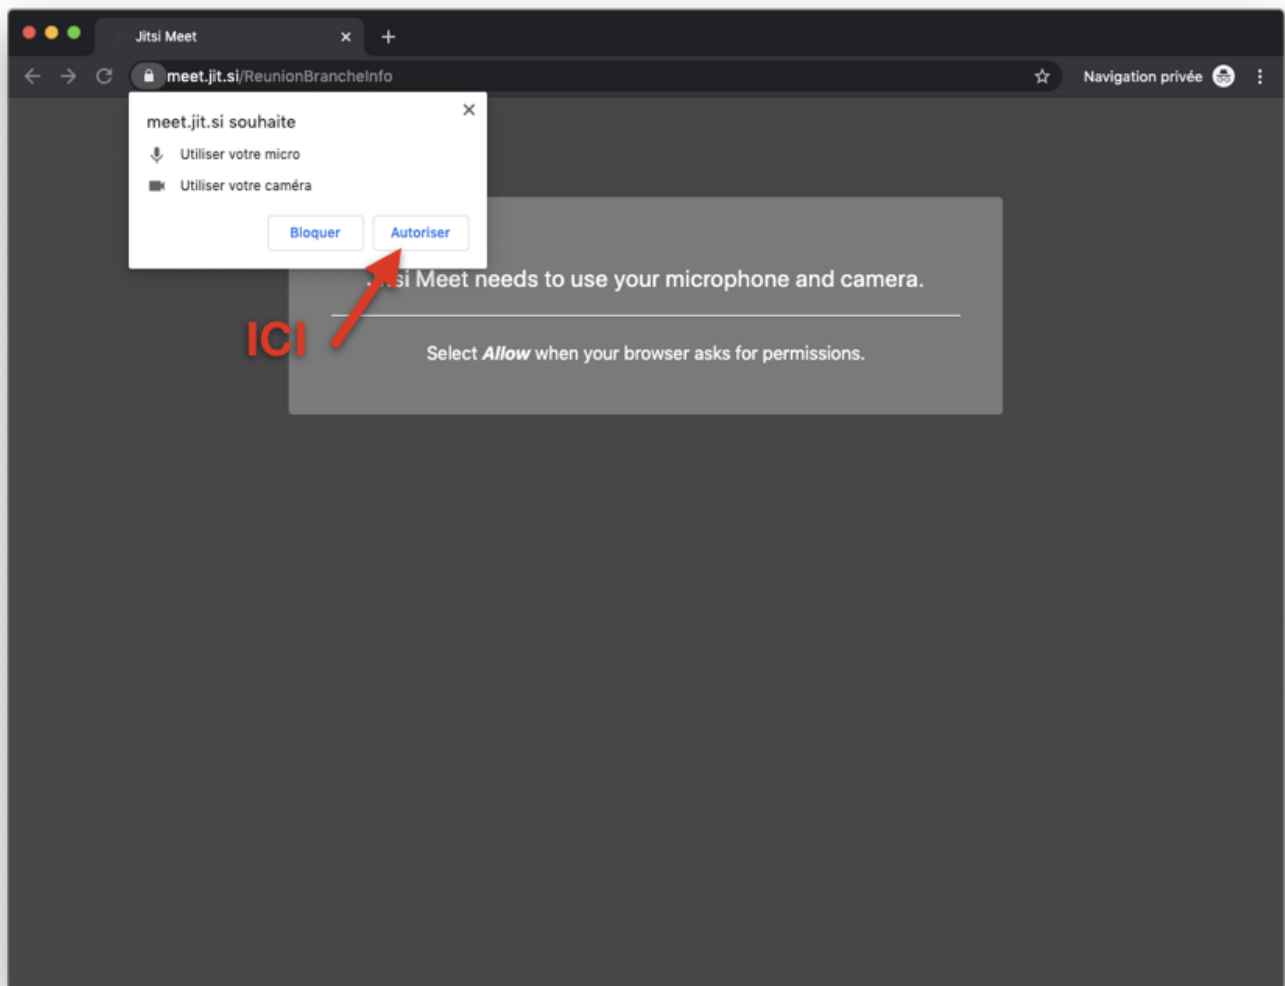 Jitsi Meet
meet.jit.si/ReunionBrancheInfo
Navigation privée
meet.jit.si souhaite
Utiliser votre micro
Utiliser votre caméra
Bloquer
Autoriser
Jitsi Meet needs to use your microphone and camera.
ICI
Select Allow when your browser asks for permissions.